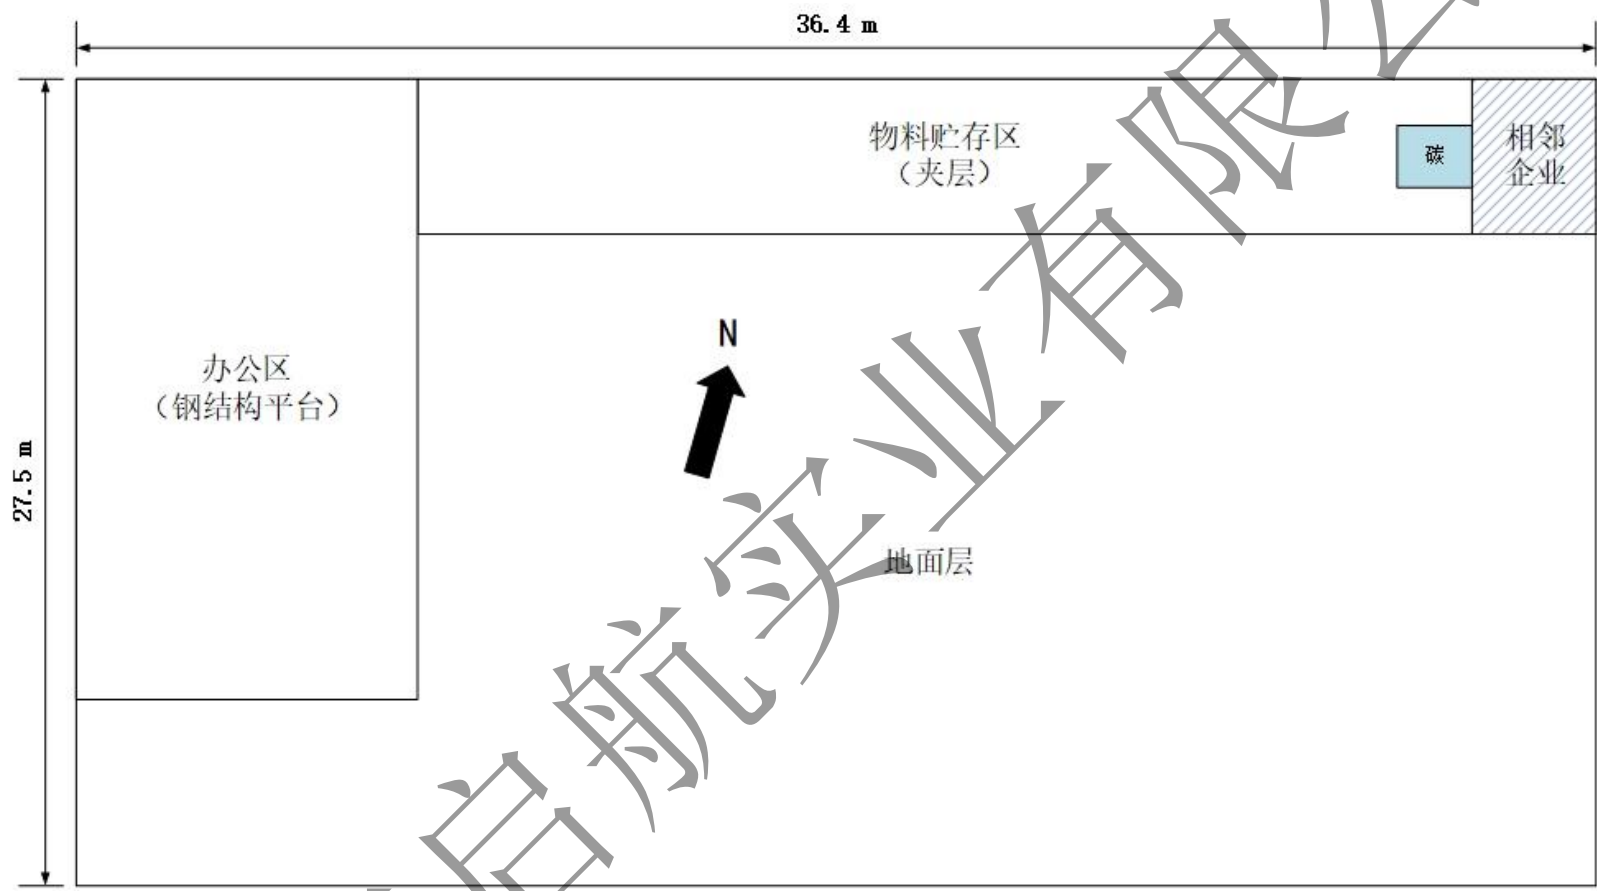 36.4 m
物料贮存区
（夹层）
碳
相邻
企业
N
办公区
（钢结构平台）
27.5 m
地面层
启航实业有限公